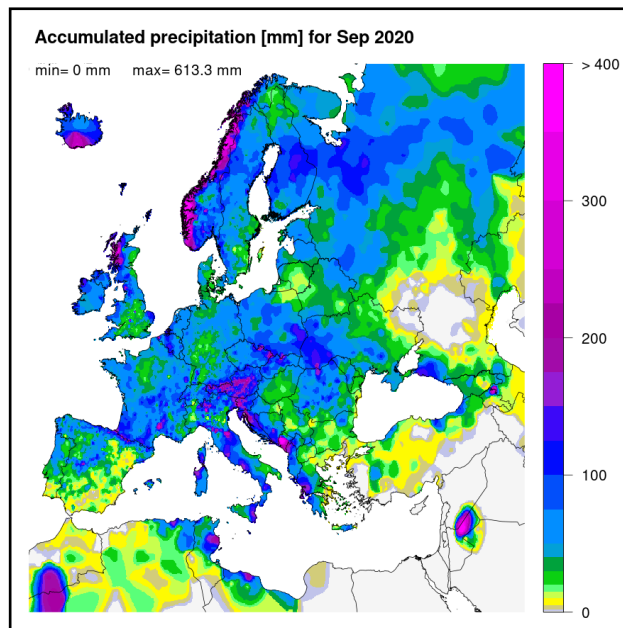 Accumulated precipitation [mm] for Sep 2020
min= 0 mm max= 613.3 mm
> 400
300
200
100
0